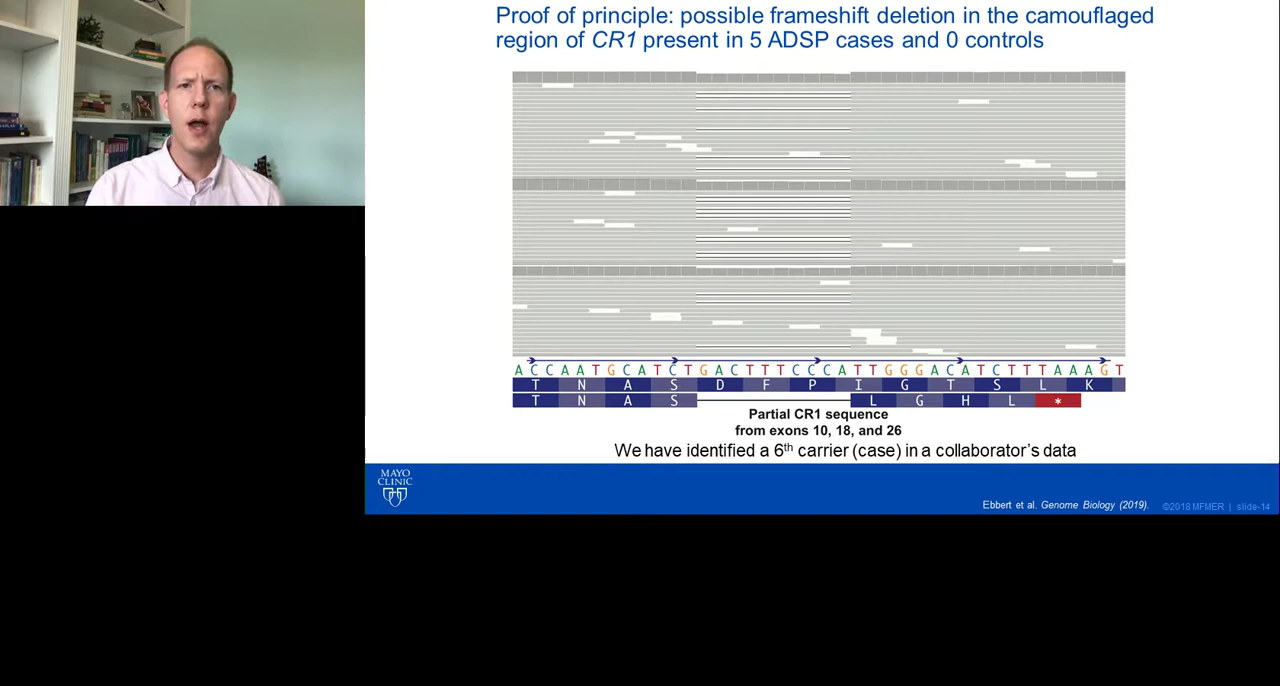 Proof of principle: possible frameshift deletion in the camouflaged
region of CR1 present in 5 ADSP cases and 0 controls
A C C A A T G C A T C T G A C T T T C C C A T T G G G A C A T C T T T A A A G T
T N A S D F P I G T S L K
T N A S L G H L *
Partial CR1 sequence
from exons 10, 18, and 26
We have identified a 6th carrier (case) in a collaborator's data
MAYO
CLINIC
Ebbert et al. Genome Biology (2019). ©2018 MFMER | slide-14